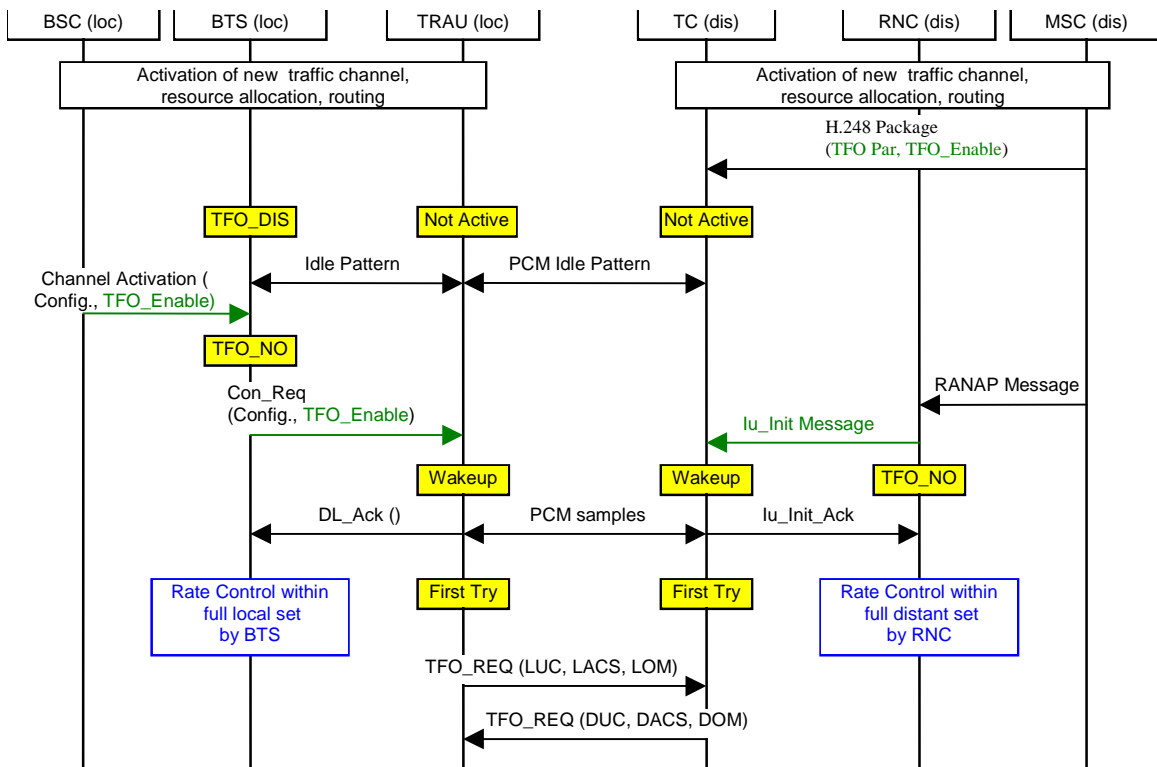 BSC (loc)
BTS (loc)
TRAU (loc)
TC (dis)
RNC (dis)
MSC (dis)
Activation of new traffic channel,
resource allocation, routing
Activation of new traffic channel,
resource allocation, routing
H.248 Package
(TFO Par, TFO_Enable)
TFO_DIS
Not Active
Not Active
Idle Pattern
PCM Idle Pattern
Channel Activation (
Config., TFO_Enable)
TFO_NO
Con_Req
(Config., TFO_Enable)
RANAP Message
Iu_Init Message
Wakeup
Wakeup
TFO_NO
DL_Ack ()
PCM samples
Iu_Init_Ack
Rate Control within
full local set
by BTS
First Try
First Try
Rate Control within
full distant set
by RNC
TFO_REQ (LUC, LACS, LOM)
TFO_REQ (DUC, DACS, DOM)